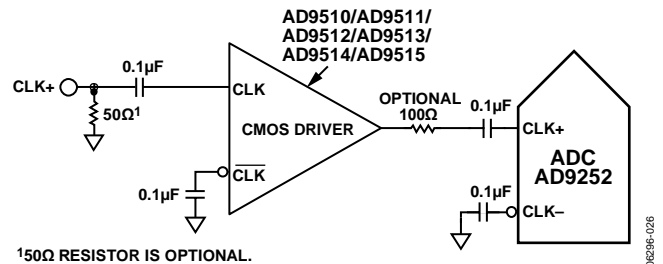 AD9510/AD9511/
AD9512/AD9513/
AD9514/AD9515
CLK+
0.1µF
50Ω¹
CLK
CMOS DRIVER
C̅L̅K̅
0.1µF
OPTIONAL
100Ω
0.1µF
CLK+
ADC
AD9252
0.1µF
CLK–
¹50Ω RESISTOR IS OPTIONAL.
06296-026